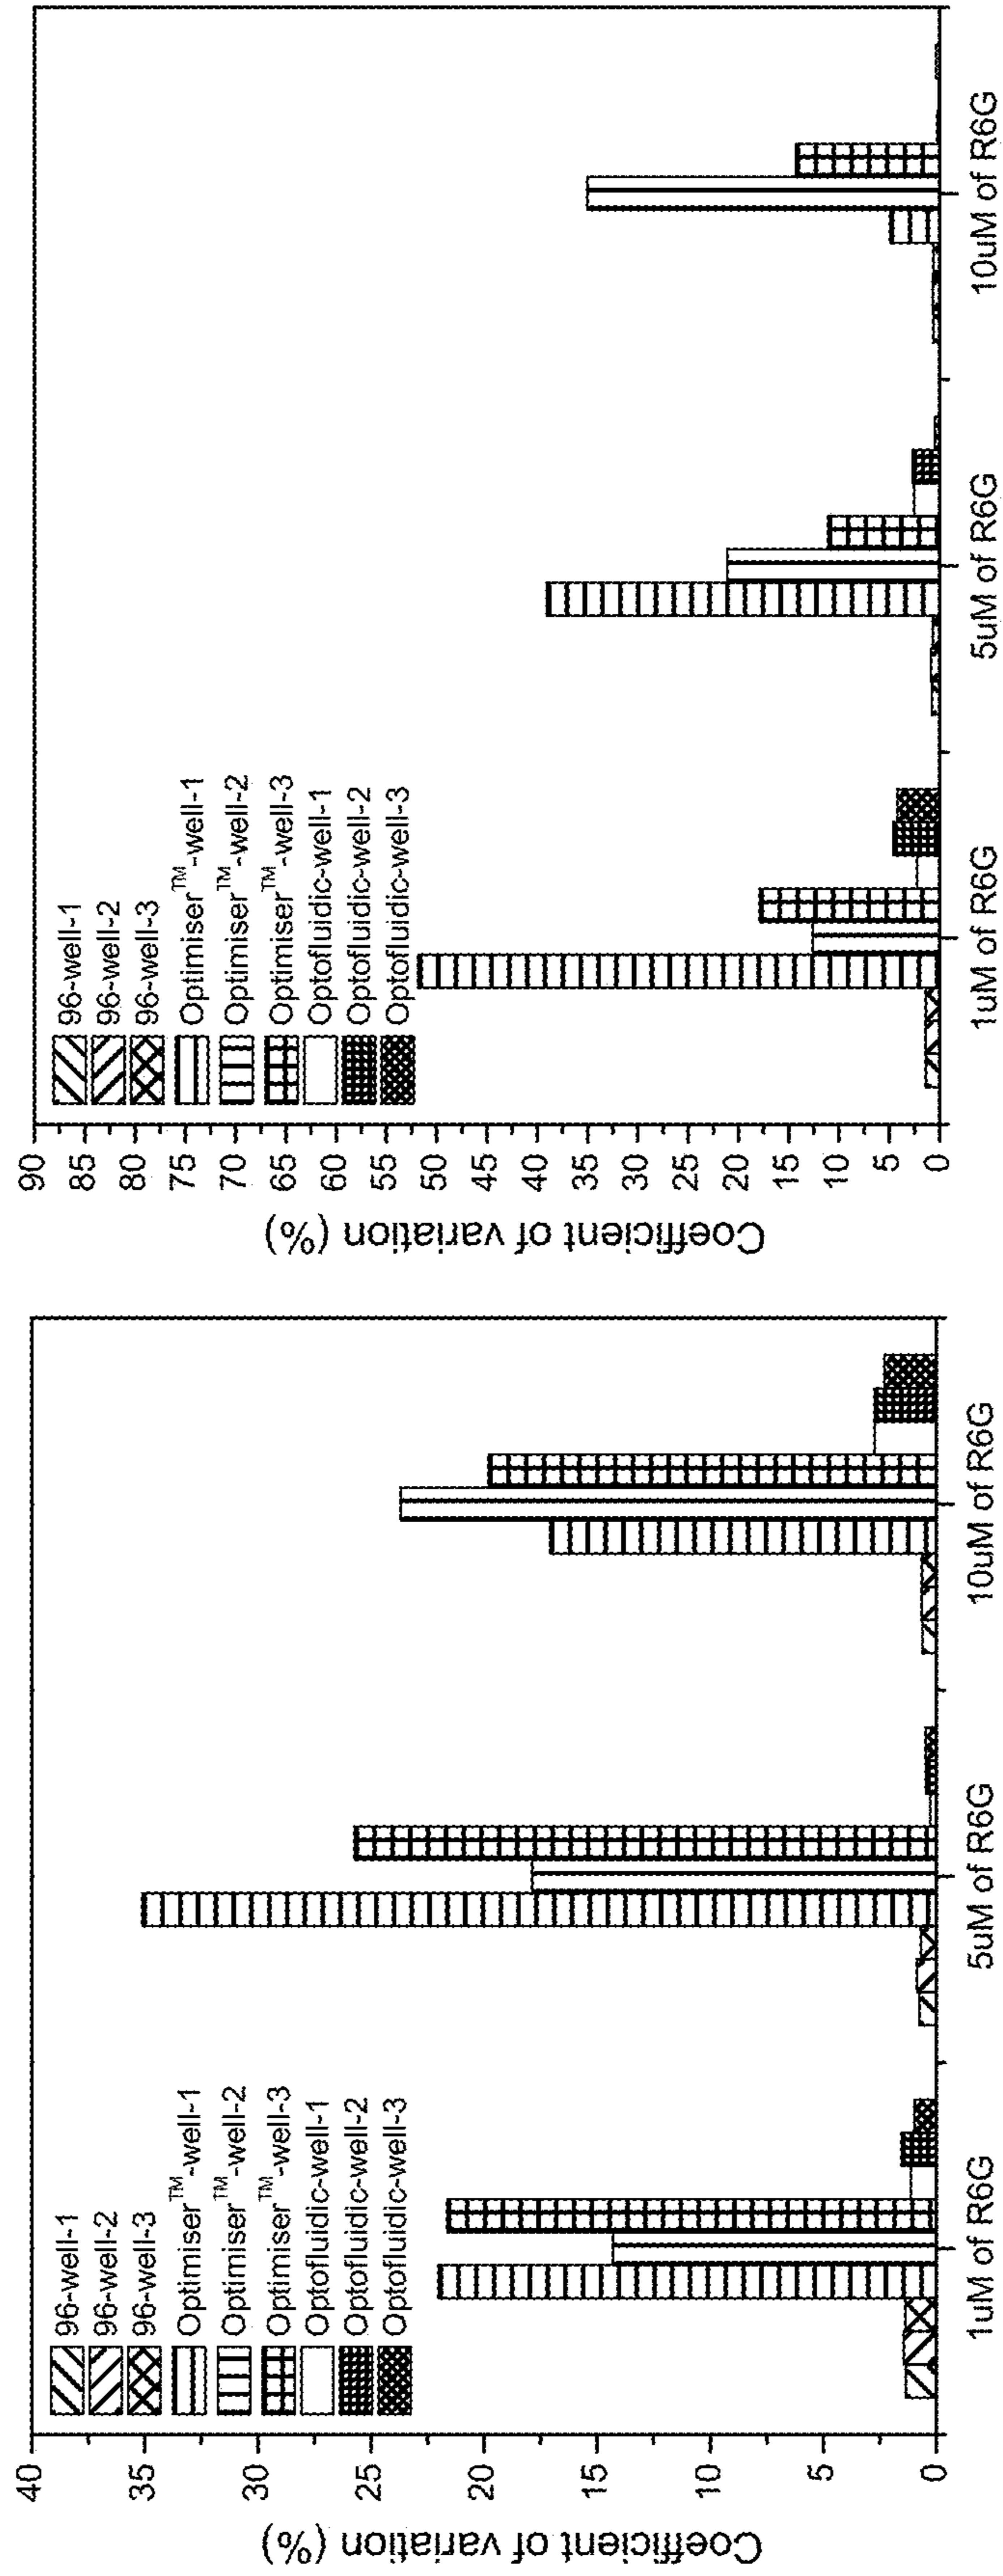 40
35
30
25
20
15
10
5
0
Coefficient of variation (%)
96-well-1
96-well-2
96-well-3
Optimiser™-well-1
Optimiser™-well-2
Optimiser™-well-3
Optofluidic-well-1
Optofluidic-well-2
Optofluidic-well-3
1uM of R6G
5uM of R6G
10uM of R6G
90
85
80
75
70
65
60
55
50
45
40
35
30
25
20
15
10
5
0
Coefficient of variation (%)
96-well-1
96-well-2
96-well-3
Optimiser™-well-1
Optimiser™-well-2
Optimiser™-well-3
Optofluidic-well-1
Optofluidic-well-2
Optofluidic-well-3
1uM of R6G
5uM of R6G
10uM of R6G